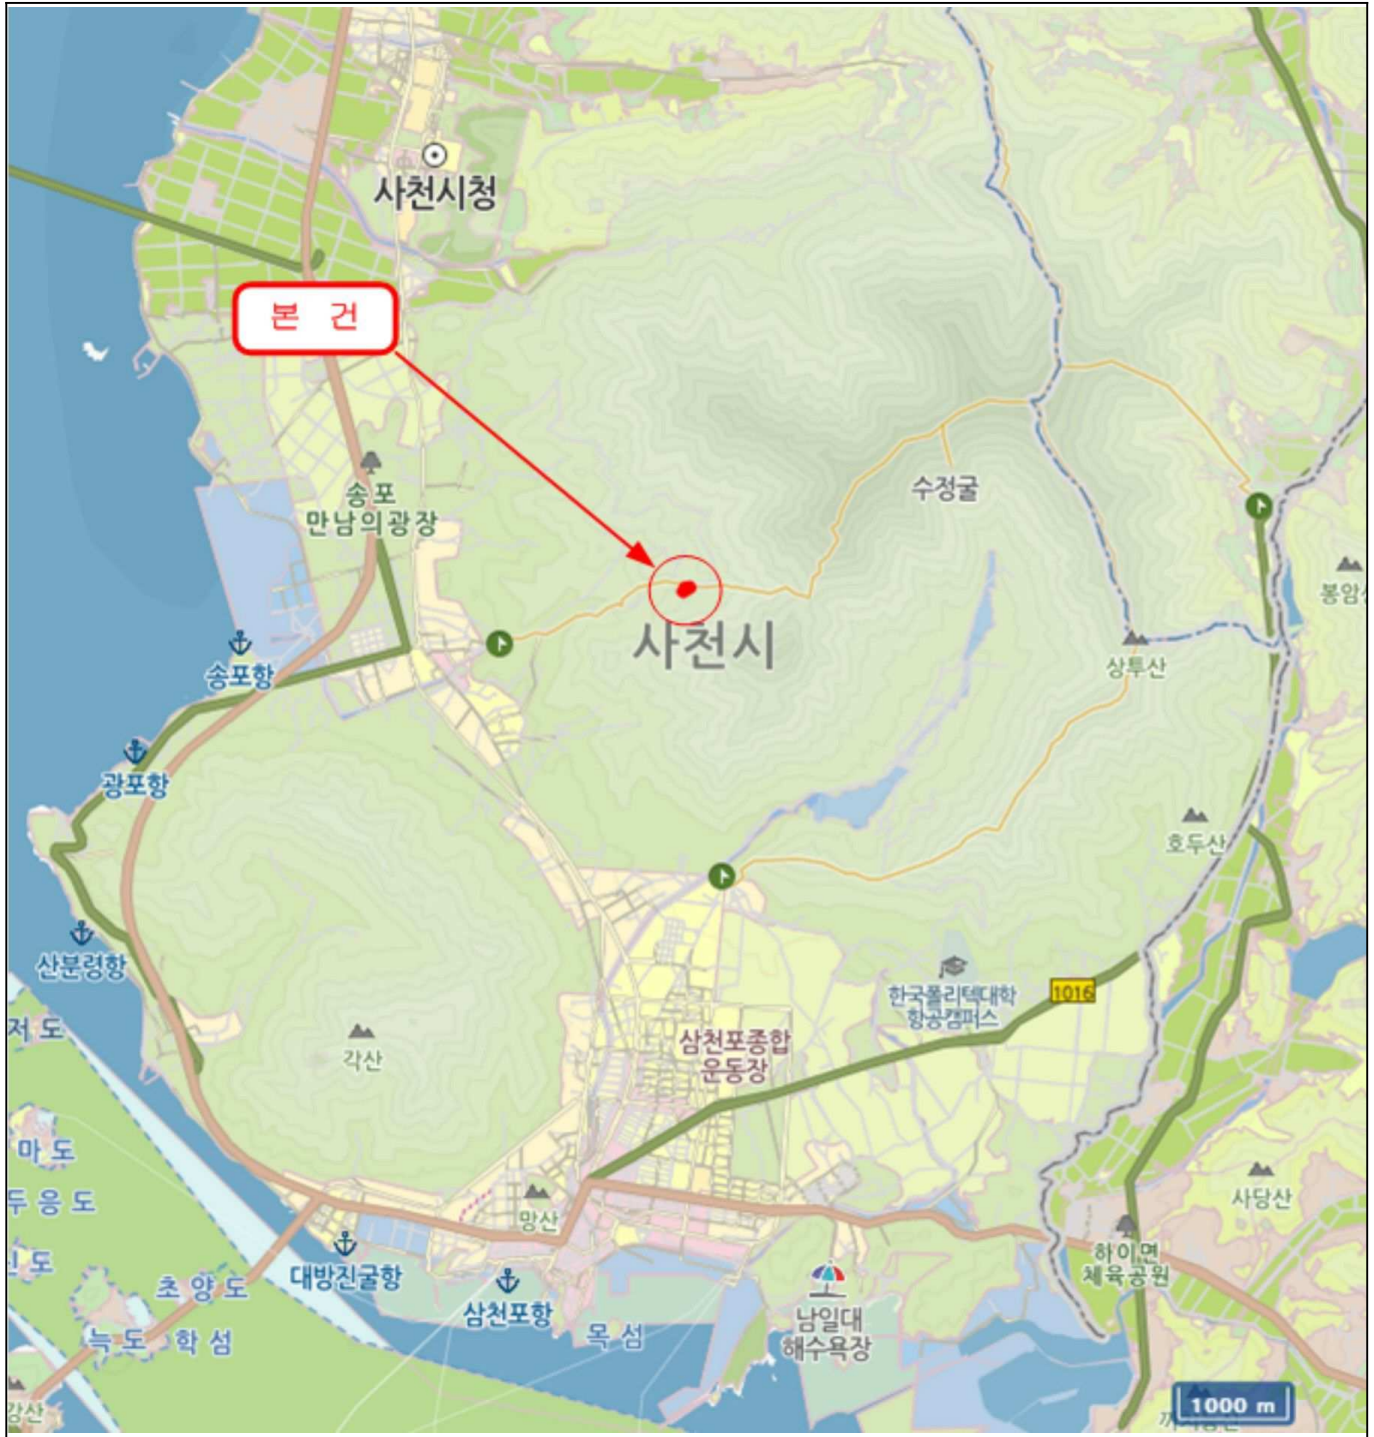 사천시청
본 건
수정굴
송포
만남의광장
사천시
상투산
송포항
광포항
호두산
산분령항
한국폴리텍대학
항공캠퍼스
1016
저도
삼천포종합
운동장
각산
마도
두응도
사당산
망산
하이면
체육공원
대방진굴항
초양도
삼천포항
남일대
해수욕장
목섬
늑도 학섬
1000 m